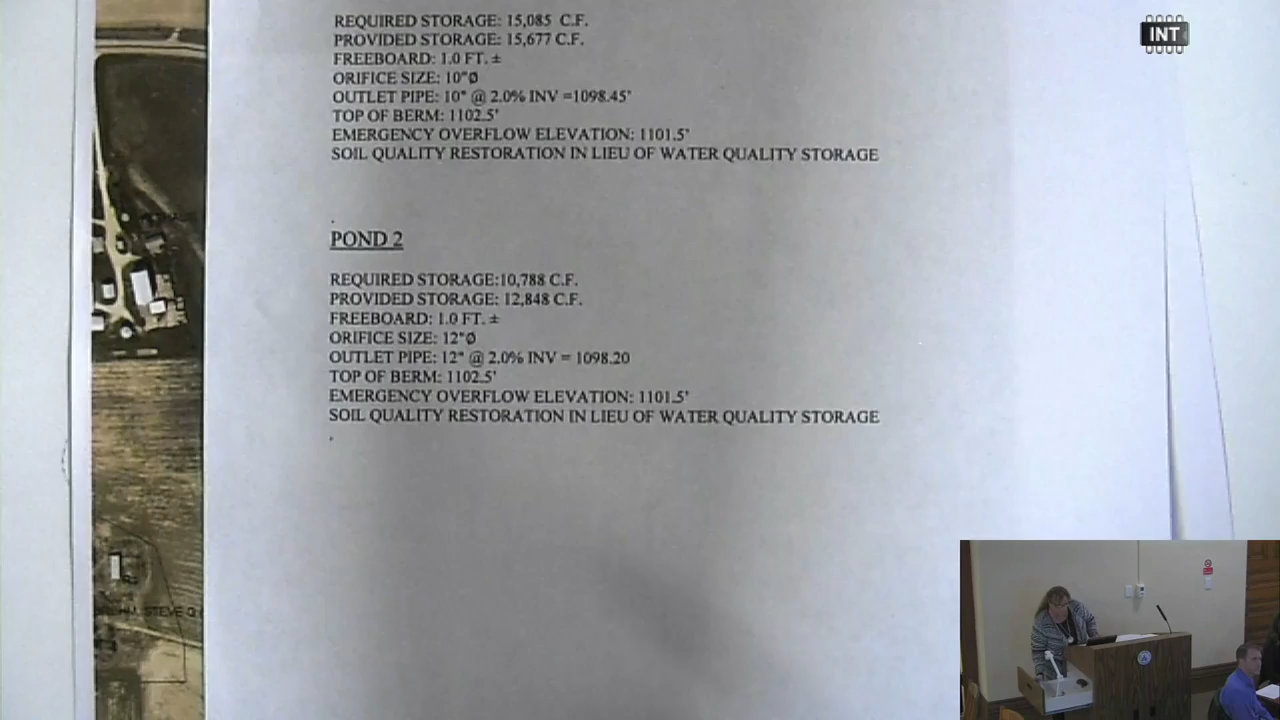 REQUIRED STORAGE: 15,085 C.F.
PROVIDED STORAGE: 15,677 C.F.
FREEBOARD: 1.0 FT. ±
ORIFICE SIZE: 10"Ø
OUTLET PIPE: 10" @ 2.0% INV =1098.45'
TOP OF BERM: 1102.5'
EMERGENCY OVERFLOW ELEVATION: 1101.5'
SOIL QUALITY RESTORATION IN LIEU OF WATER QUALITY STORAGE
POND 2
REQUIRED STORAGE:10,788 C.F.
PROVIDED STORAGE: 12,848 C.F.
FREEBOARD: 1.0 FT. ±
ORIFICE SIZE: 12"Ø
OUTLET PIPE: 12" @ 2.0% INV = 1098.20
TOP OF BERM: 1102.5'
EMERGENCY OVERFLOW ELEVATION: 1101.5'
SOIL QUALITY RESTORATION IN LIEU OF WATER QUALITY STORAGE
INT
STEVE